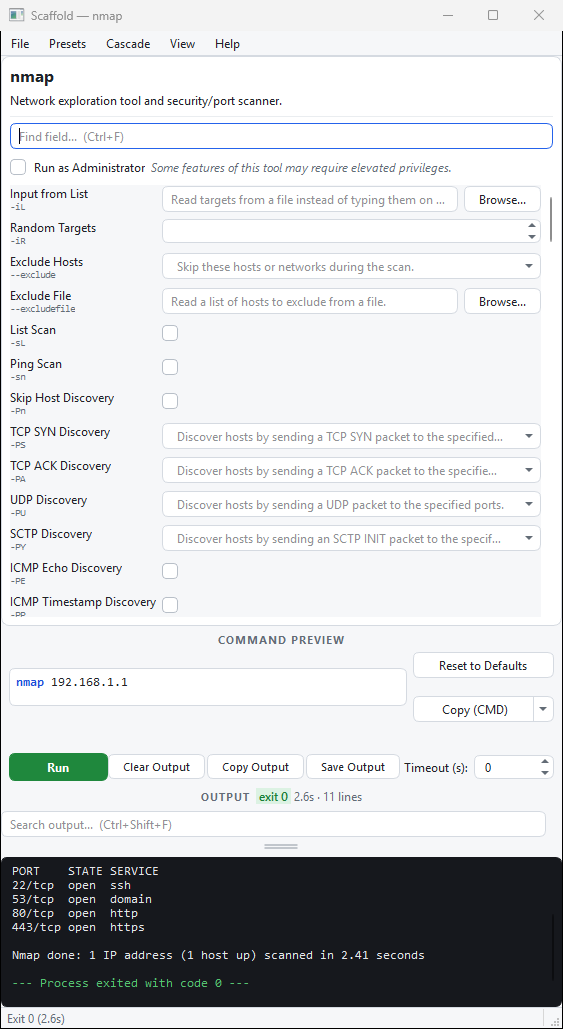 Scaffold — nmap
File Presets Cascade View Help
nmap
Network exploration tool and security/port scanner.
Find field... (Ctrl+F)
Run as Administrator Some features of this tool may require elevated privileges.
Input from List
-iL
Read targets from a file instead of typing them on ...
Browse...
Random Targets
-iR
Exclude Hosts
--exclude
Skip these hosts or networks during the scan.
Exclude File
--excludefile
Read a list of hosts to exclude from a file.
Browse...
List Scan
-sL
Ping Scan
-sn
Skip Host Discovery
-Pn
TCP SYN Discovery
-PS
Discover hosts by sending a TCP SYN packet to the specified...
TCP ACK Discovery
-PA
Discover hosts by sending a TCP ACK packet to the specifie...
UDP Discovery
-PU
Discover hosts by sending a UDP packet to the specified ports.
SCTP Discovery
-PY
Discover hosts by sending an SCTP INIT packet to the specif...
ICMP Echo Discovery
-PE
ICMP Timestamp Discovery
-PP
COMMAND PREVIEW
nmap 192.168.1.1
Reset to Defaults
Copy (CMD)
Run Clear Output Copy Output Save Output Timeout (s): 0
OUTPUT exit 0 2.6s · 11 lines
Search output... (Ctrl+Shift+F)
PORT STATE SERVICE
22/tcp open ssh
53/tcp open domain
80/tcp open http
443/tcp open https
Nmap done: 1 IP address (1 host up) scanned in 2.41 seconds
--- Process exited with code 0 ---
Exit 0 (2.6s)